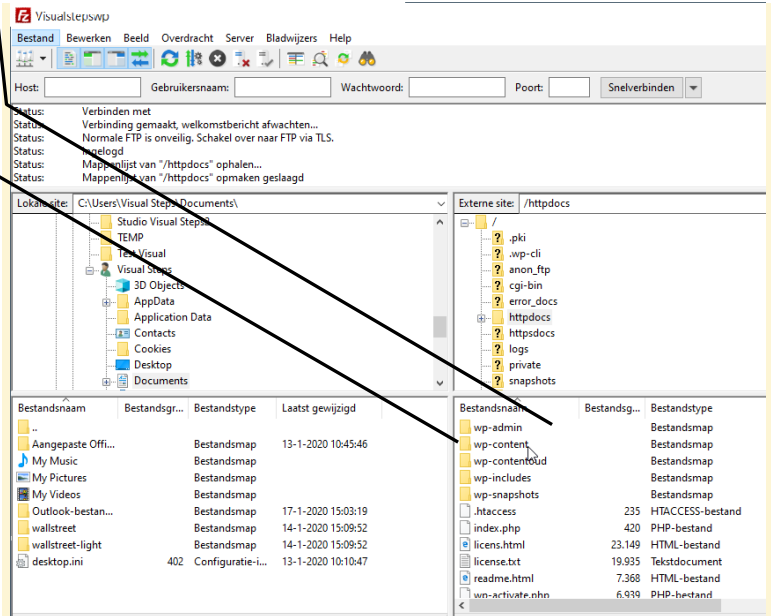 Visualstepswp
Bestand Bewerken Beeld Overdracht Server Bladwijzers Help
Host: Gebruikersnaam: Wachtwoord: Poort: Snelverbinden
Status: Verbinden met
Status: Verbinding gemaakt, welkomstbericht afwachten...
Status: Normale FTP is onveilig. Schakel over naar FTP via TLS.
Status: Ingelogd
Status: Mappenlijst van "/httpdocs" ophalen...
Status: Mappenlijst van "/httpdocs" opmaken geslaagd
Lokale site: C:\Users\Visual Steps\Documents\
Studio Visual Steps2
TEMP
Test Visual
Visual Steps
3D Objects
AppData
Application Data
Contacts
Cookies
Desktop
Documents
Externe site: /httpdocs
/
.pki
.wp-cli
anon_ftp
cgi-bin
error_docs
httpdocs
httpsdocs
logs
private
snapshots
Bestandsnaam Bestandsgr... Bestandstype Laatst gewijzigd
..
Aangepaste Offi... Bestandsmap 13-1-2020 10:45:46
My Music Bestandsmap
My Pictures Bestandsmap
My Videos Bestandsmap
Outlook-bestan... Bestandsmap 17-1-2020 15:03:19
wallstreet Bestandsmap 14-1-2020 15:09:52
wallstreet-light Bestandsmap 14-1-2020 15:09:52
desktop.ini 402 Configuratie-i... 13-1-2020 10:10:47
Bestandsnaam Bestandsg... Bestandstype
wp-admin Bestandsmap
wp-content Bestandsmap
wp-contentoud Bestandsmap
wp-includes Bestandsmap
wp-snapshots Bestandsmap
.htaccess 235 HTACCESS-bestand
index.php 420 PHP-bestand
licens.html 23.149 HTML-bestand
license.txt 19.935 Tekstdocument
readme.html 7.368 HTML-bestand
wp-activate.php 6.939 PHP-bestand